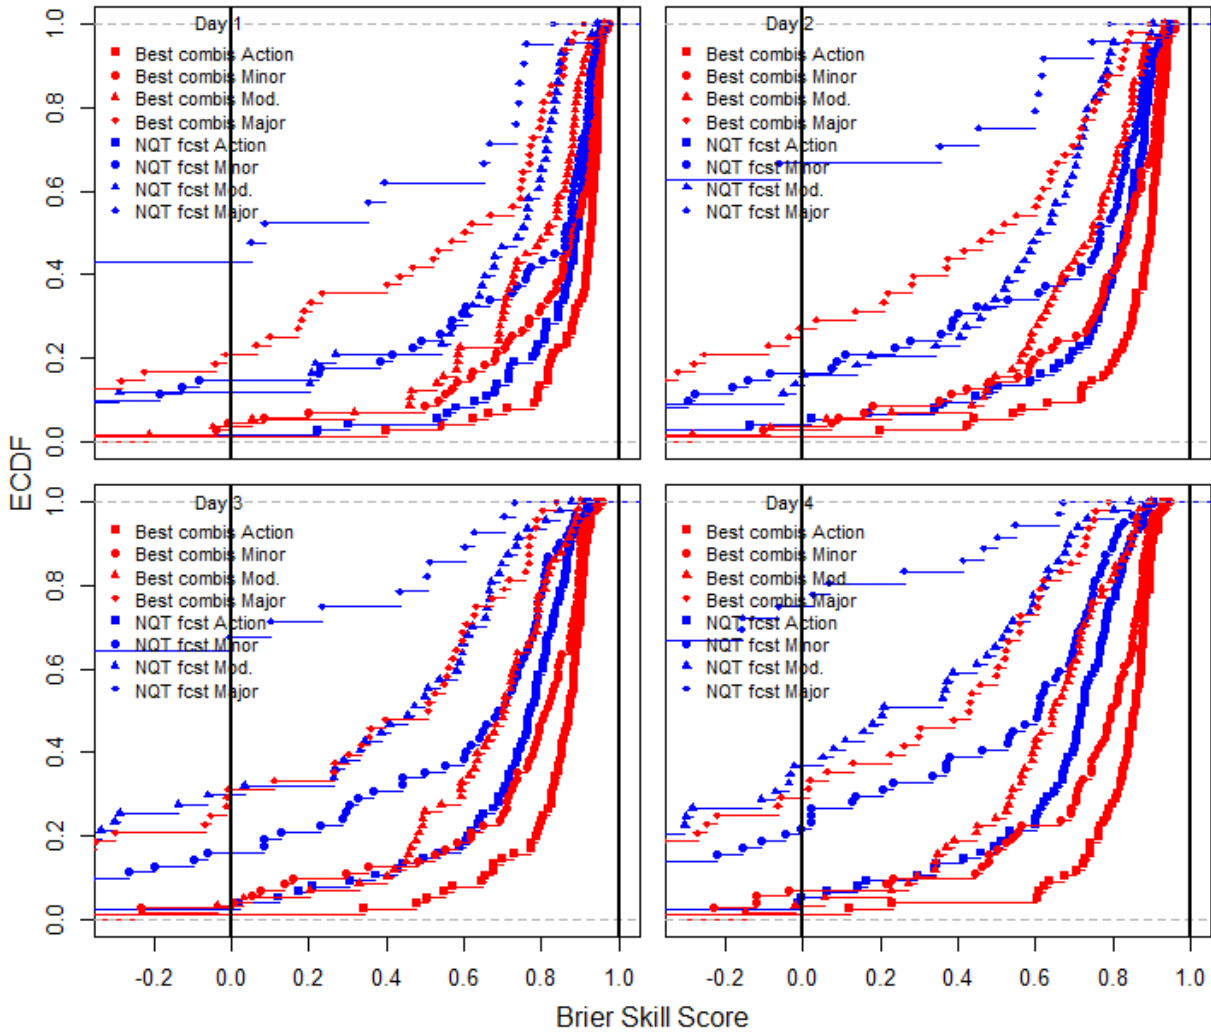 Day 1
Best combis Action
Best combis Minor
Best combis Mod.
Best combis Major
NQT fcst Action
NQT fcst Minor
NQT fcst Mod.
NQT fcst Major
Day 2
Best combis Action
Best combis Minor
Best combis Mod.
Best combis Major
NQT fcst Action
NQT fcst Minor
NQT fcst Mod.
NQT fcst Major
0.0 0.2 0.4 0.6 0.8 1.0
ECDF
Day 3
Best combis Action
Best combis Minor
Best combis Mod.
Best combis Major
NQT fcst Action
NQT fcst Minor
NQT fcst Mod.
NQT fcst Major
Day 4
Best combis Action
Best combis Minor
Best combis Mod.
Best combis Major
NQT fcst Action
NQT fcst Minor
NQT fcst Mod.
NQT fcst Major
0.0 0.2 0.4 0.6 0.8 1.0
-0.2 0.0 0.2 0.4 0.6 0.8 1.0
-0.2 0.0 0.2 0.4 0.6 0.8 1.0
Brier Skill Score